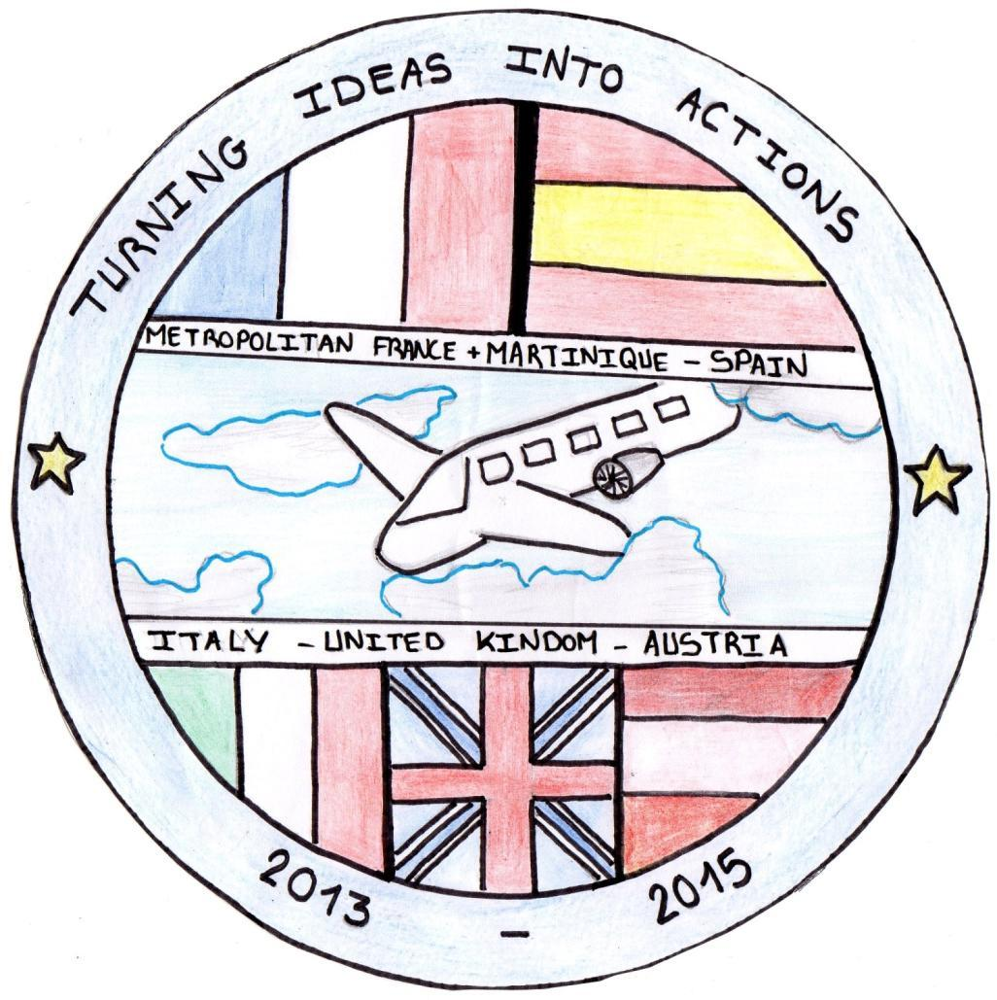 TURNING IDEAS INTO ACTIONS
METROPOLITAN FRANCE + MARTINIQUE - SPAIN
ITALY - UNITED KINDOM - AUSTRIA
2013 - 2015